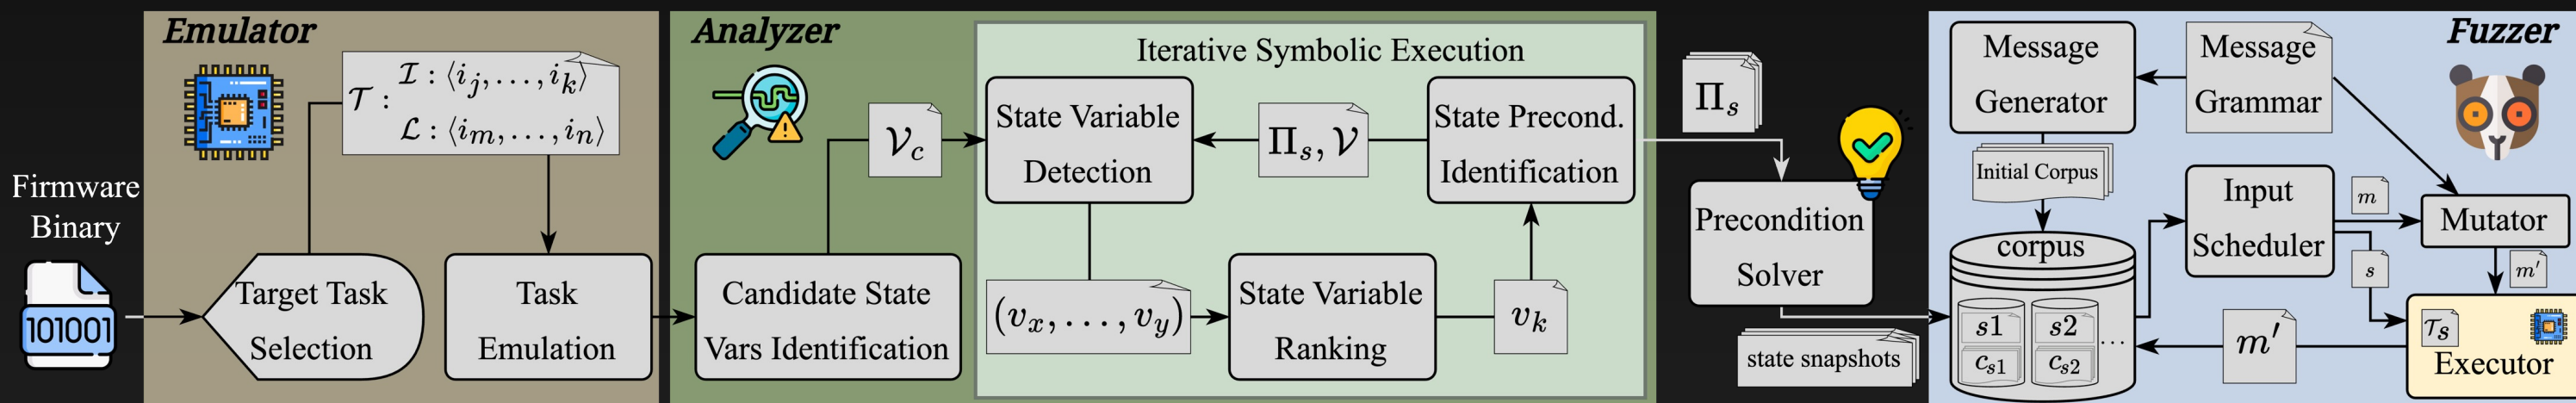 Emulator
𝒯 :
ℐ : ⟨i_j, … , i_k⟩
ℒ : ⟨i_m, … , i_n⟩
Firmware
Binary
101001
Target Task
Selection
Task
Emulation
Analyzer
𝒱_c
Candidate State
Vars Identification
Iterative Symbolic Execution
State Variable
Detection
Π_s, 𝒱
State Precond.
Identification
(v_x, … , v_y)
State Variable
Ranking
v_k
Π_s
Precondition
Solver
state snapshots
Fuzzer
Message
Generator
Message
Grammar
Initial Corpus
corpus
s1
c_s1
s2
c_s2
...
Input
Scheduler
m
s
Mutator
m′
m′
𝒯_s
Executor